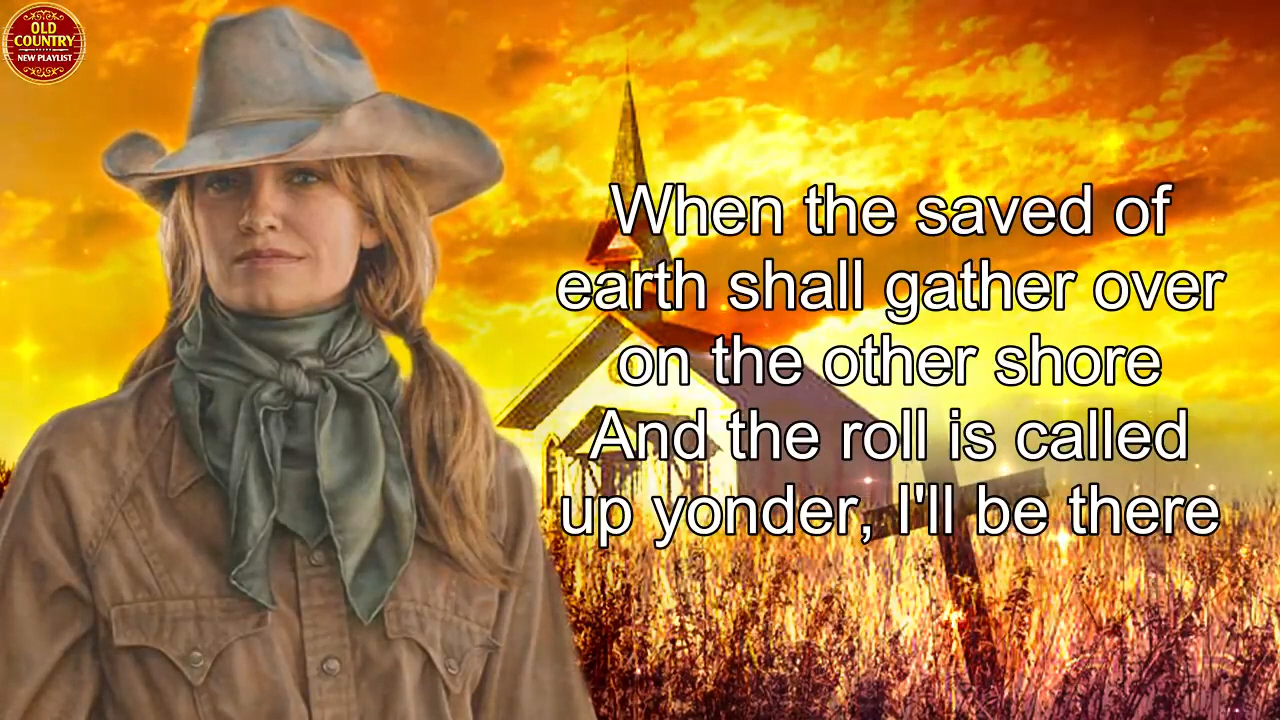 OLD
COUNTRY
NEW PLAYLIST
When the saved of
earth shall gather over
on the other shore
And the roll is called
up yonder, I'll be there